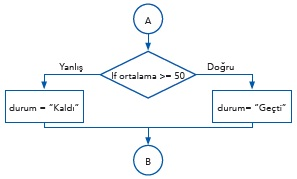 A
Yanlış
Doğru
If ortalama >= 50
durum = "Kaldı"
durum= "Geçti"
B